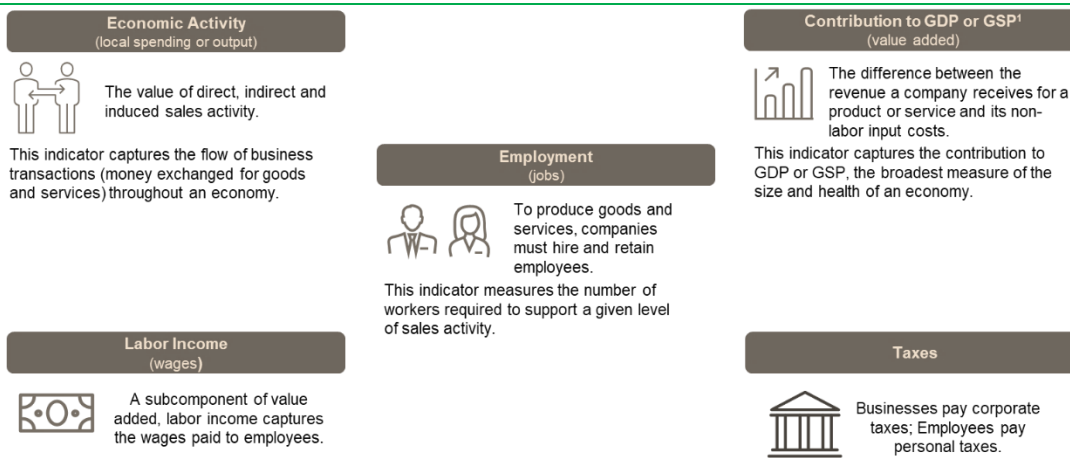 Economic Activity
(local spending or output)
The value of direct, indirect and
induced sales activity.
This indicator captures the flow of business
transactions (money exchanged for goods
and services) throughout an economy.
Contribution to GDP or GSP¹
(value added)
The difference between the
revenue a company receives for a
product or service and its non-
labor input costs.
This indicator captures the contribution to
GDP or GSP, the broadest measure of the
size and health of an economy.
Employment
(jobs)
To produce goods and
services, companies
must hire and retain
employees.
This indicator measures the number of
workers required to support a given level
of sales activity.
Labor Income
(wages)
A subcomponent of value
added, labor income captures
the wages paid to employees.
Taxes
Businesses pay corporate
taxes; Employees pay
personal taxes.